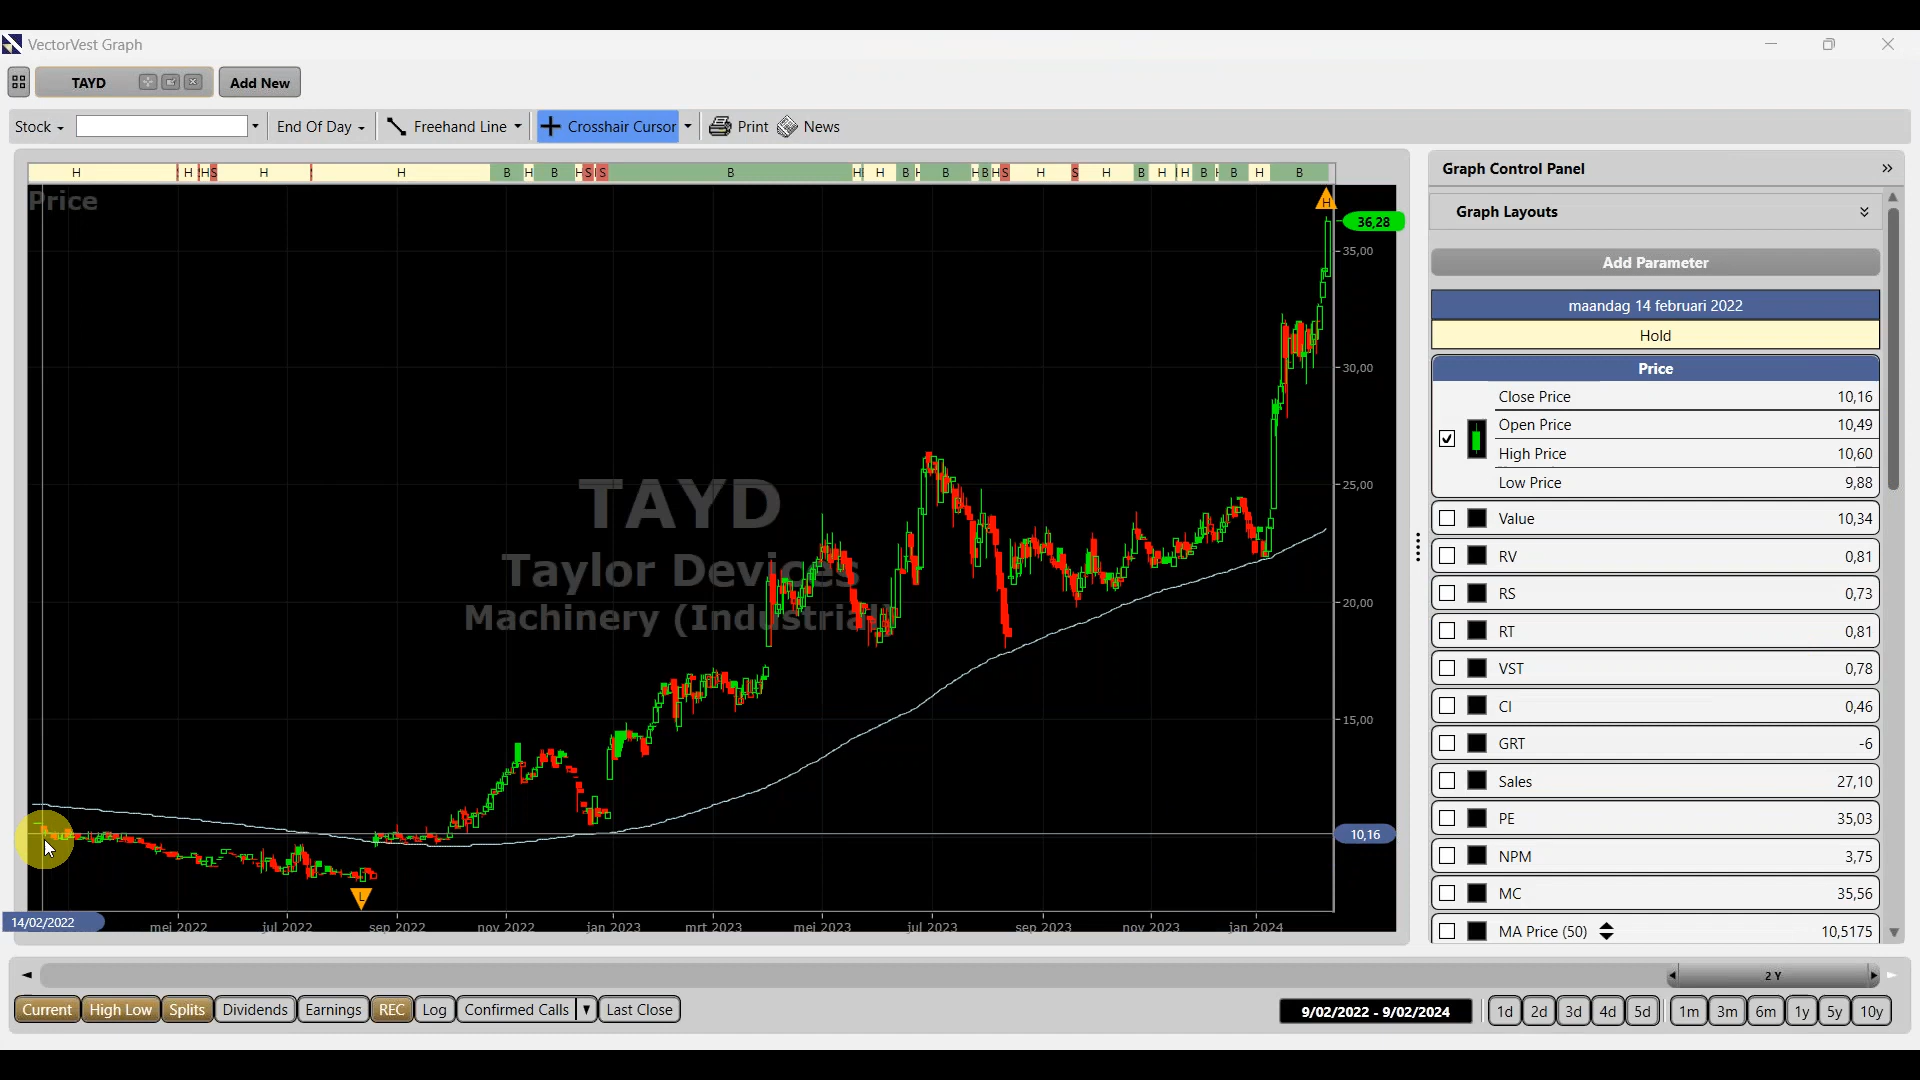 VectorVest Graph
TAYD Add New
Stock End Of Day Freehand Line Crosshair Cursor Print News
H H H S H H B H B H S S B H H B H B H B H S H S H B H H B B H B
Price
H
36,28
35,00
30,00
25,00
20,00
15,00
10,16
TAYD
Taylor Devices
Machinery (Industrial)
L
14/02/2022 mei 2022 jul 2022 sep 2022 nov 2022 jan 2023 mrt 2023 mei 2023 jul 2023 sep 2023 nov 2023 jan 2024
Graph Control Panel
Graph Layouts
Add Parameter
maandag 14 februari 2022
Hold
Price
Close Price 10,16
Open Price 10,49
High Price 10,60
Low Price 9,88
Value 10,34
RV 0,81
RS 0,73
RT 0,81
VST 0,78
CI 0,46
GRT -6
Sales 27,10
PE 35,03
NPM 3,75
MC 35,56
MA Price (50) 10,5175
2 Y
Current High Low Splits Dividends Earnings REC Log Confirmed Calls Last Close 9/02/2022 - 9/02/2024 1d 2d 3d 4d 5d 1m 3m 6m 1y 5y 10y